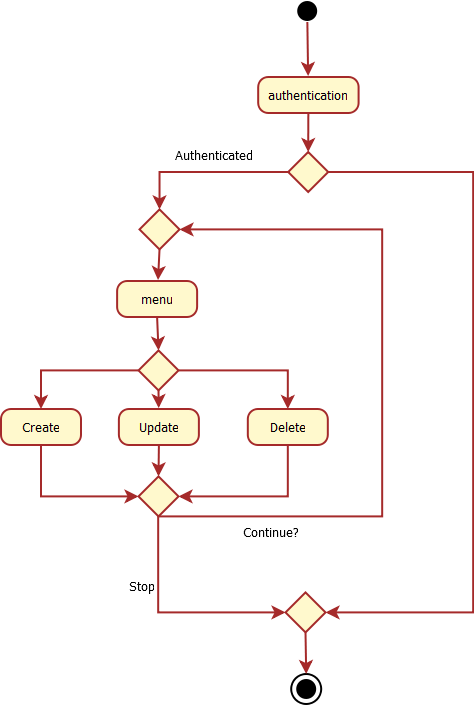 authentication
Authenticated
menu
Create
Update
Delete
Continue?
Stop